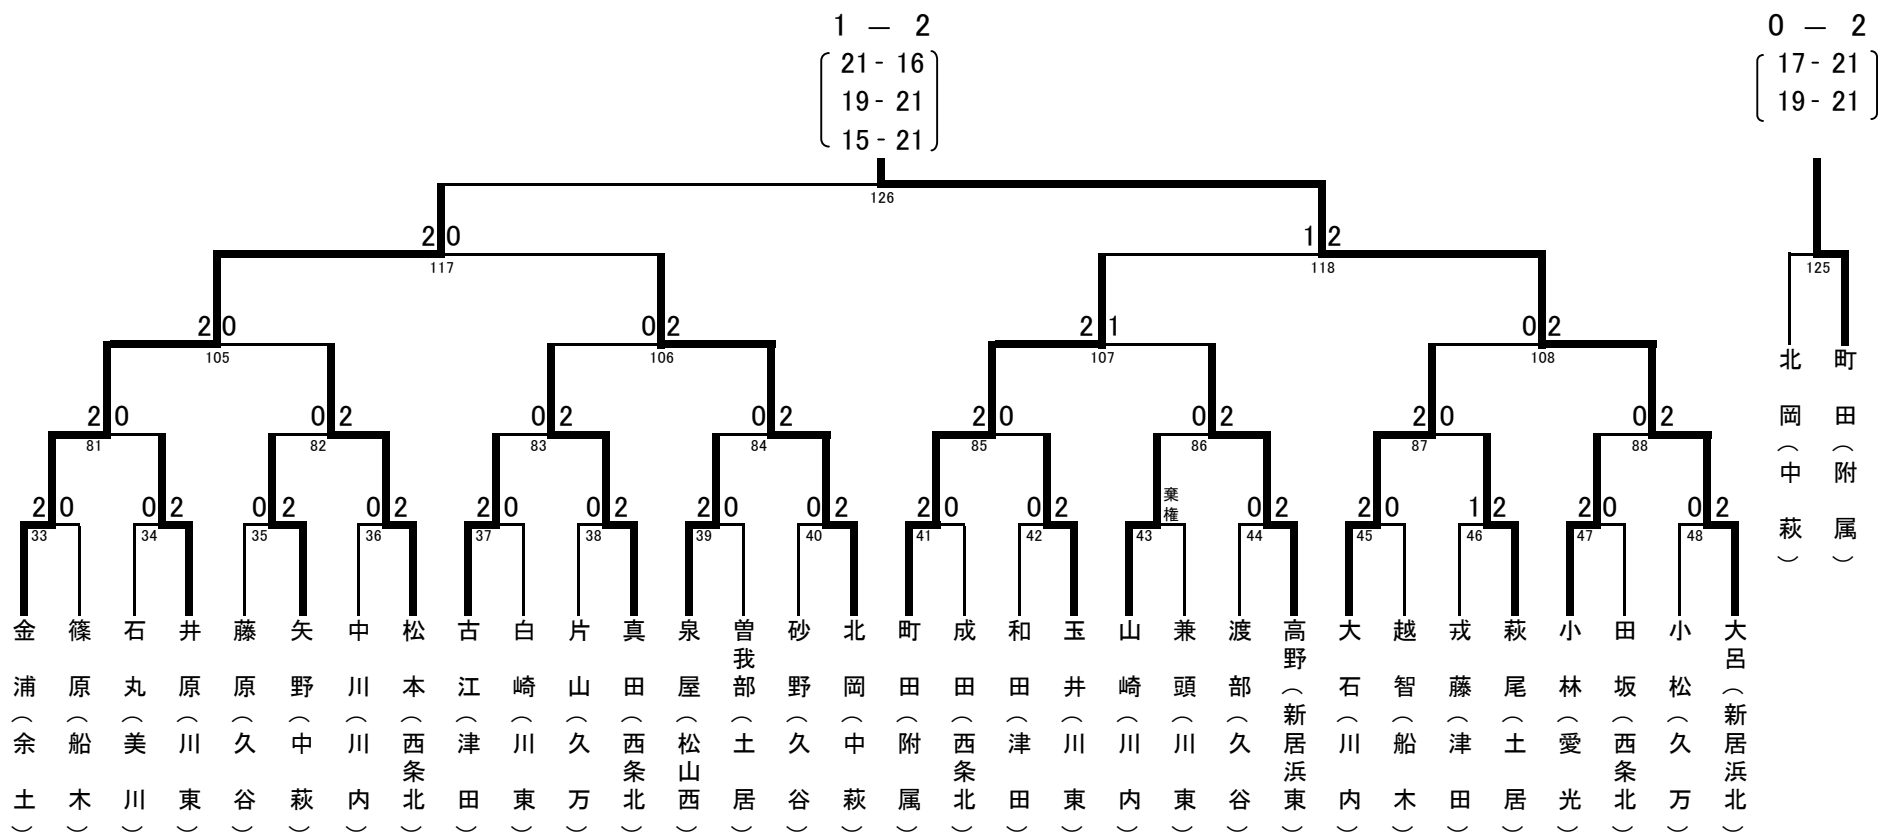 1 — 2
21 - 16
19 - 21
15 - 21
0 — 2
17 - 21
19 - 21
126
2 0
117
1 2
118
125
2 0
105
0 2
106
2 1
107
0 2
108
2 0
81
0 2
82
0 2
83
0 2
84
2 0
85
0 2
86
2 0
87
0 2
88
2 0
33
0 2
34
0 2
35
0 2
36
2 0
37
0 2
38
2 0
39
0 2
40
2 0
41
0 2
42
棄権
43
0 2
44
2 0
45
1 2
46
2 0
47
0 2
48
北岡(中萩)
町田(附属)
金浦(余土)
篠原(船木)
石丸(美川)
井原(川東)
藤原(久谷)
矢野(中萩)
中川(川内)
松本(西条北)
古江(津田)
白崎(川東)
片山(久万)
真田(西条北)
泉屋(松山西)
曽我部(土居)
砂野(久谷)
北岡(中萩)
町田(附属)
成田(西条北)
和田(津田)
玉井(川東)
山崎(川内)
兼頭(川東)
渡部(久谷)
高野(新居浜東)
大石(川内)
越智(船木)
戎藤(津田)
萩尾(土居)
小林(愛光)
田坂(西条北)
小松(久万)
大呂(新居浜北)